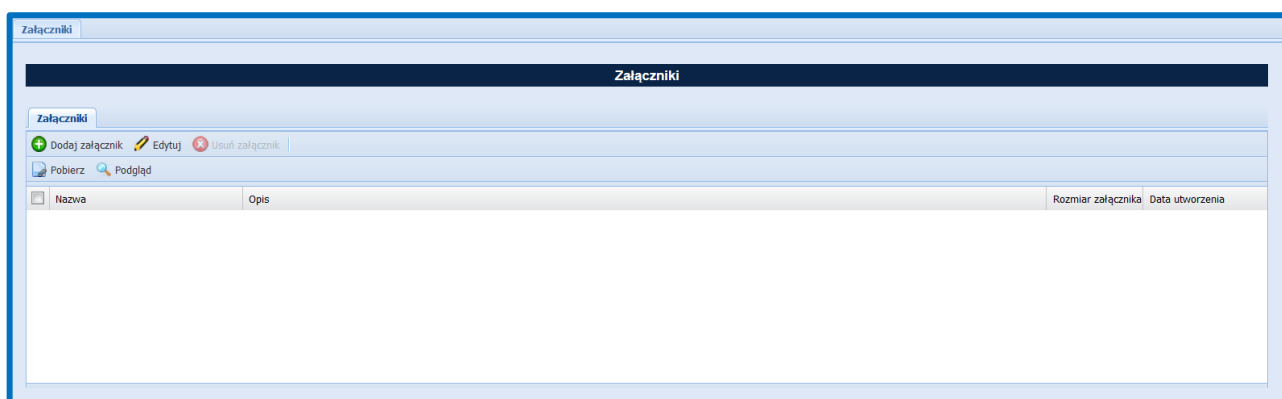 Załączniki
Załączniki
Załączniki
Dodaj załącznik Edytuj Usuń załącznik
Pobierz Podgląd
Nazwa Opis Rozmiar załącznika Data utworzenia